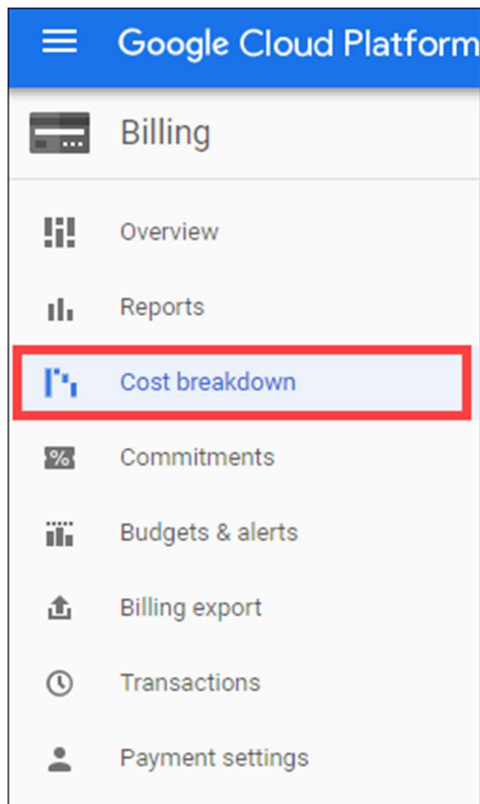 Google Cloud Platform
Billing
Overview
Reports
Cost breakdown
% Commitments
Budgets & alerts
Billing export
Transactions
Payment settings